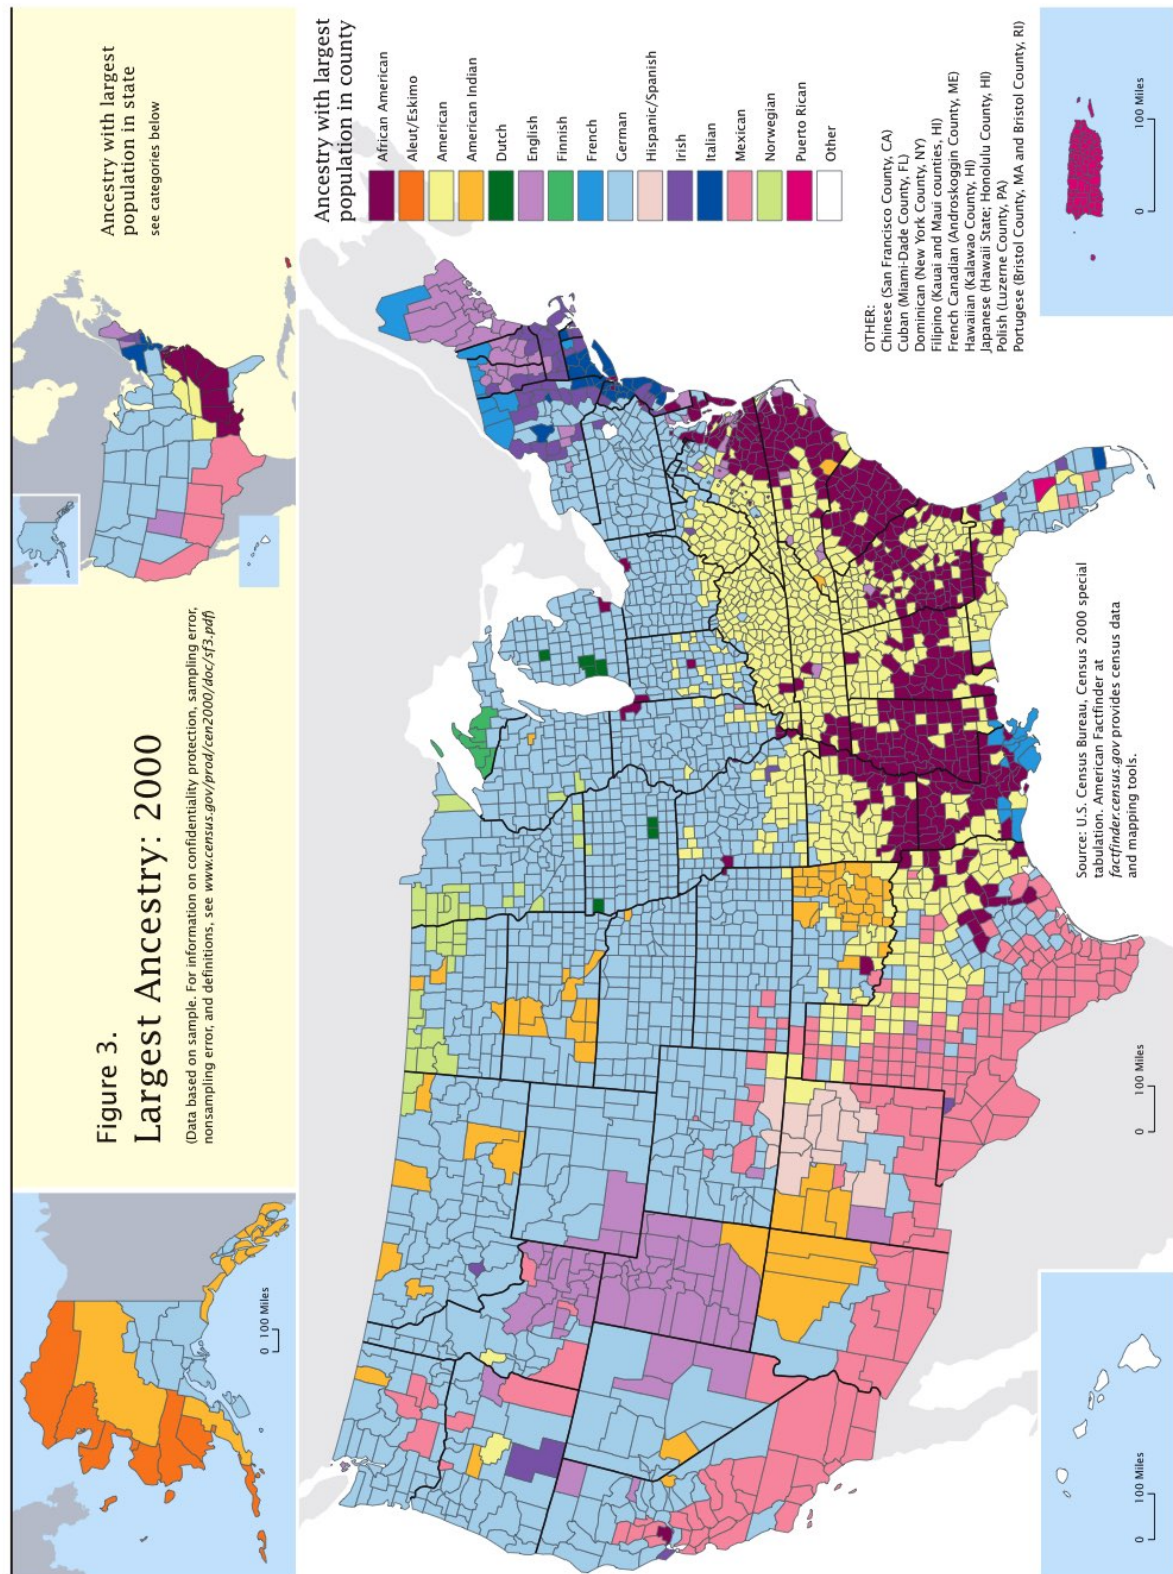 Figure 3.
Largest Ancestry: 2000
(Data based on sample. For information on confidentiality protection, sampling error,
nonsampling error, and definitions, see www.census.gov/prod/cen2000/doc/sf3.pdf)
Ancestry with largest
population in state
see categories below
0 100 Miles
Ancestry with largest
population in county
African American
Aleut/Eskimo
American
American Indian
Dutch
English
Finnish
French
German
Hispanic/Spanish
Irish
Italian
Mexican
Norwegian
Puerto Rican
Other
OTHER:
Chinese (San Francisco County, CA)
Cuban (Miami-Dade County, FL)
Dominican (New York County, NY)
Filipino (Kauai and Maui counties, HI)
French Canadian (Androskoggin County, ME)
Hawaiian (Kalawao County, HI)
Japanese (Hawaii State; Honolulu County, HI)
Polish (Luzerne County, PA)
Portugese (Bristol County, MA and Bristol County, RI)
Source: U.S. Census Bureau, Census 2000 special
tabulation. American Factfinder at
factfinder.census.gov provides census data
and mapping tools.
0 100 Miles
0 100 Miles
0 100 Miles